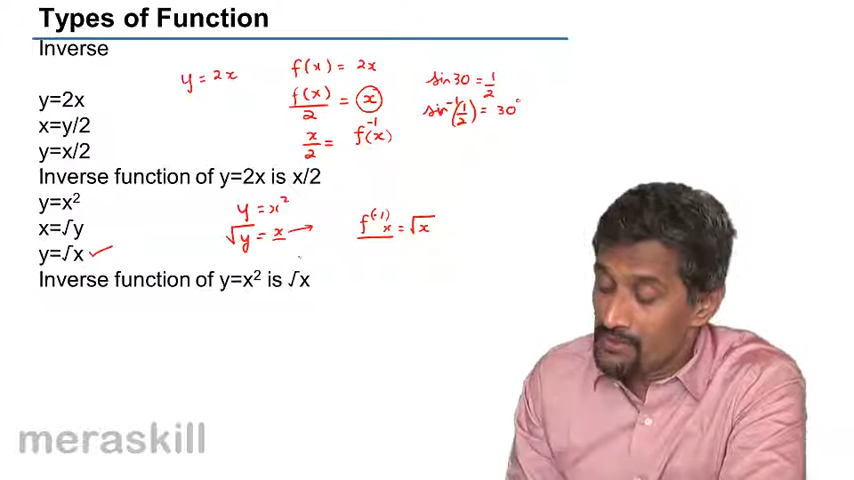 Types of Function
Inverse
y=2x
x=y/2
y=x/2
Inverse function of y=2x is x/2
y=x²
x=√y
y=√x
Inverse function of y=x² is √x
y = 2x
f(x) = 2x
f(x)/2 = x
x/2 = f⁻¹(x)
sin30 = 1/2
sin⁻¹(1/2) = 30°
y = x²
√y = x →
f⁽⁻¹⁾x = √x
meraskill